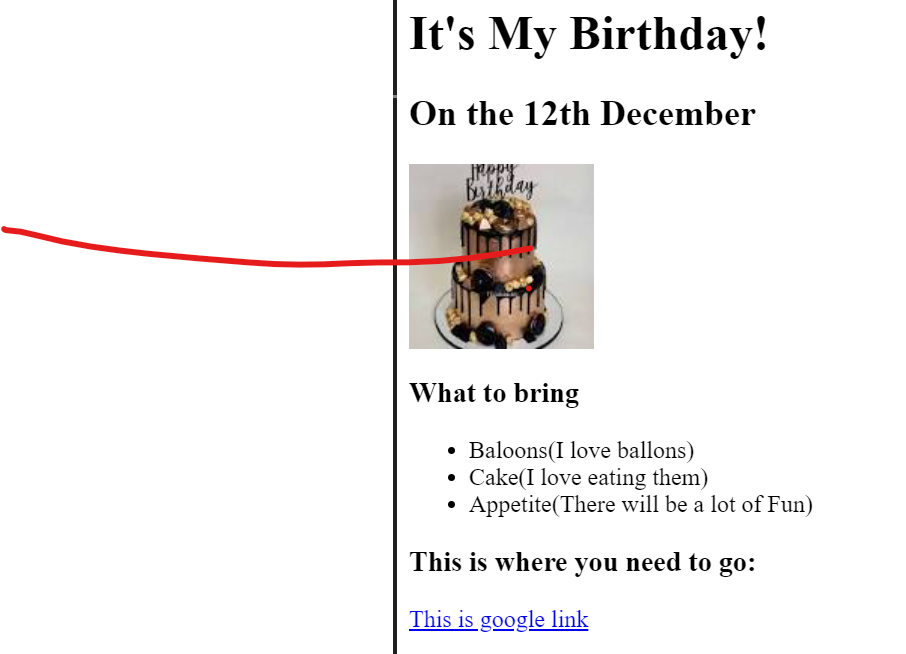 It's My Birthday!
On the 12th December
Happy
Birthday
What to bring
Baloons(I love ballons)
Cake(I love eating them)
Appetite(There will be a lot of Fun)
This is where you need to go:
This is google link